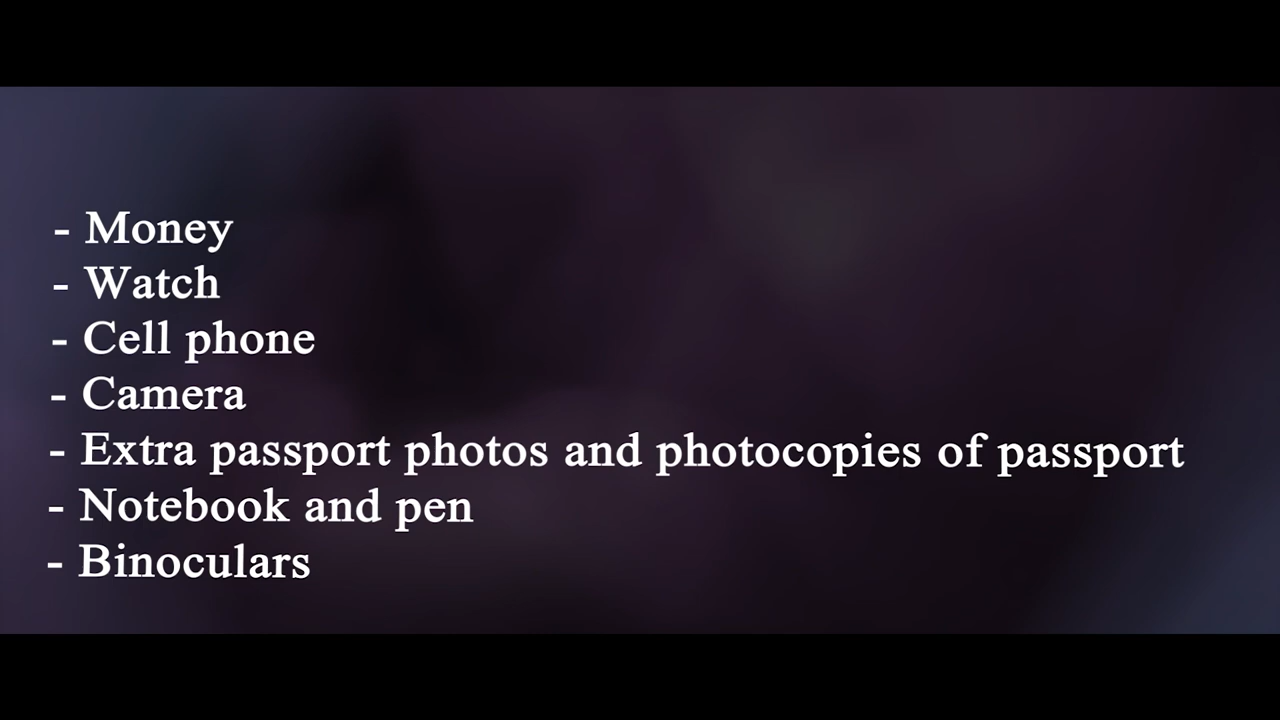 - Money
- Watch
- Cell phone
- Camera
- Extra passport photos and photocopies of passport
- Notebook and pen
- Binoculars